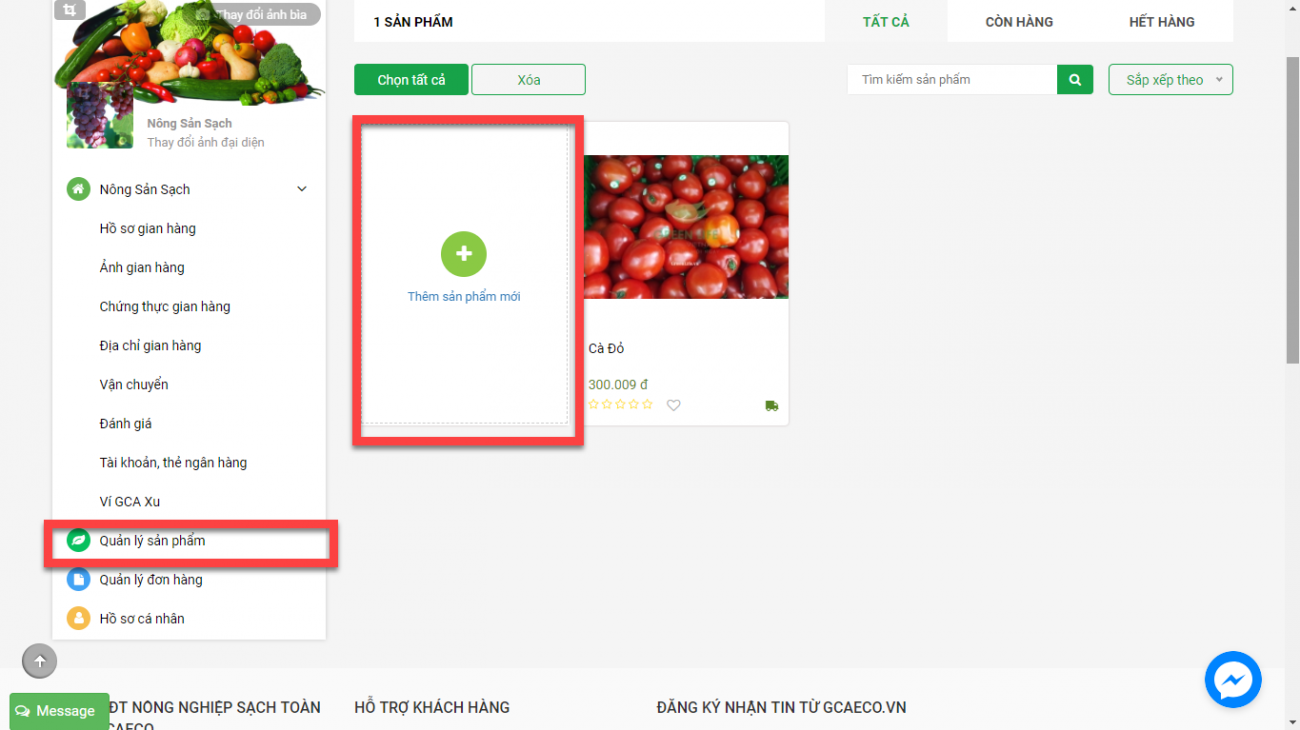 Thay đổi ảnh bìa
Nông Sản Sạch
Thay đổi ảnh đại diện
Nông Sản Sạch
Hồ sơ gian hàng
Ảnh gian hàng
Chứng thực gian hàng
Địa chỉ gian hàng
Vận chuyển
Đánh giá
Tài khoản, thẻ ngân hàng
Ví GCA Xu
Quản lý sản phẩm
Quản lý đơn hàng
Hồ sơ cá nhân
1 SẢN PHẨM
TẤT CẢ
CÒN HÀNG
HẾT HÀNG
Chọn tất cả
Xóa
Tìm kiếm sản phẩm
Sắp xếp theo
Thêm sản phẩm mới
Cà Đỏ
300.009 đ
ĐT NÔNG NGHIỆP SẠCH TOÀN
HỖ TRỢ KHÁCH HÀNG
ĐĂNG KÝ NHẬN TIN TỪ GCAECO.VN
Message